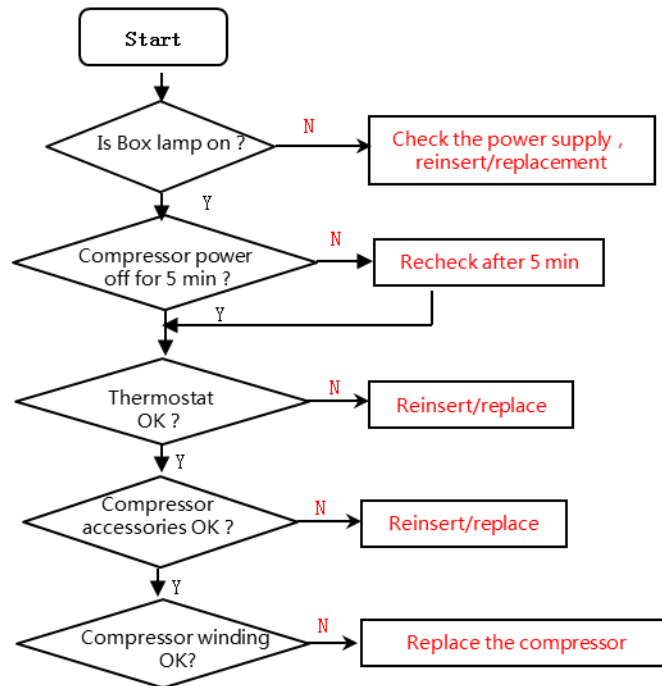 Start
Is Box lamp on ?
N
Check the power supply ,
reinsert/replacement
Y
Compressor power
off for 5 min ?
N
Recheck after 5 min
Y
Thermostat
OK ?
N
Reinsert/replace
Y
Compressor
accessories OK ?
N
Reinsert/replace
Y
Compressor winding
OK?
N
Replace the compressor